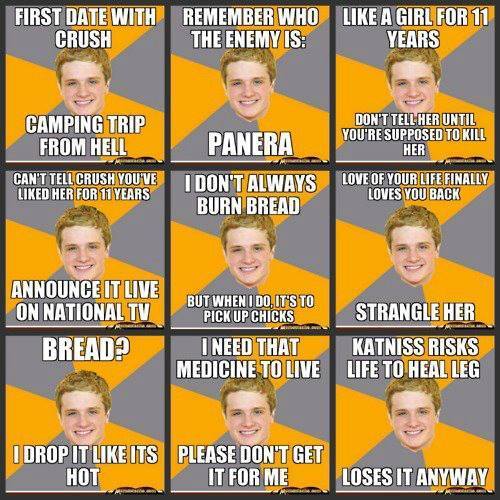 FIRST DATE WITH
CRUSH
CAMPING TRIP
FROM HELL
REMEMBER WHO
THE ENEMY IS:
PANERA
LIKE A GIRL FOR 11
YEARS
DON'T TELL HER UNTIL
YOU'RE SUPPOSED TO KILL
HER
CAN'T TELL CRUSH YOU'VE
LIKED HER FOR 11 YEARS
ANNOUNCE IT LIVE
ON NATIONAL TV
I DON'T ALWAYS
BURN BREAD
BUT WHEN I DO, IT'S TO
PICK UP CHICKS
LOVE OF YOUR LIFE FINALLY
LOVES YOU BACK
STRANGLE HER
BREAD?
I DROP IT LIKE ITS
HOT
I NEED THAT
MEDICINE TO LIVE
PLEASE DON'T GET
IT FOR ME
KATNISS RISKS
LIFE TO HEAL LEG
LOSES IT ANYWAY